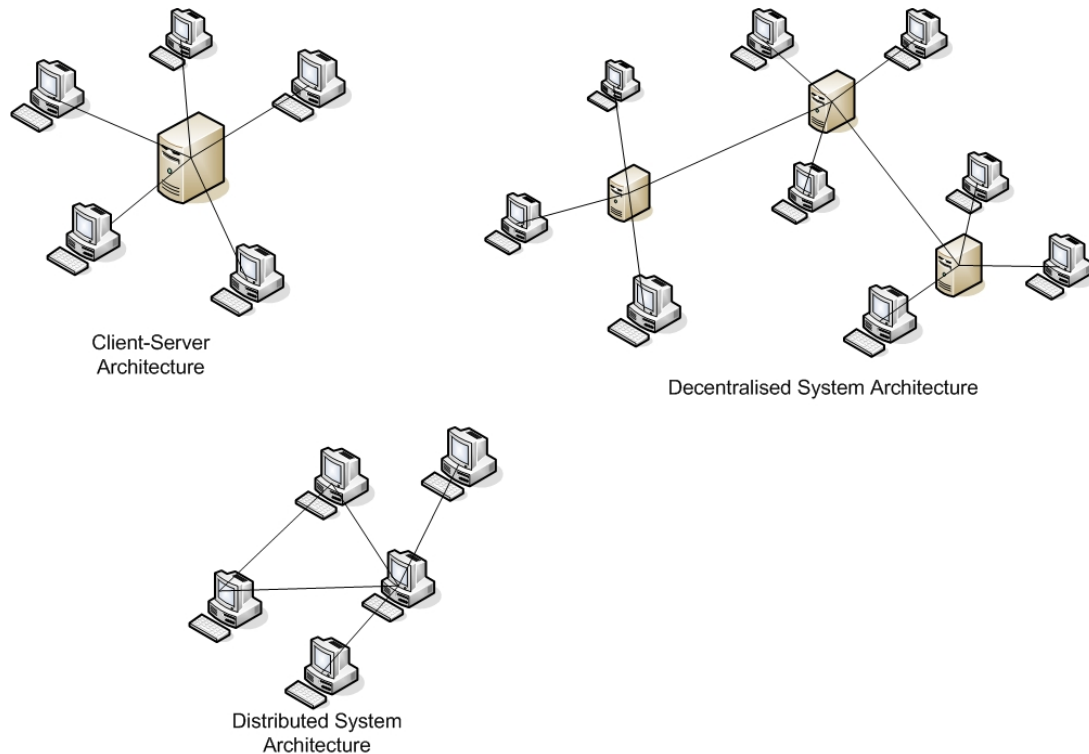 Client-Server
Architecture
Decentralised System Architecture
Distributed System
Architecture